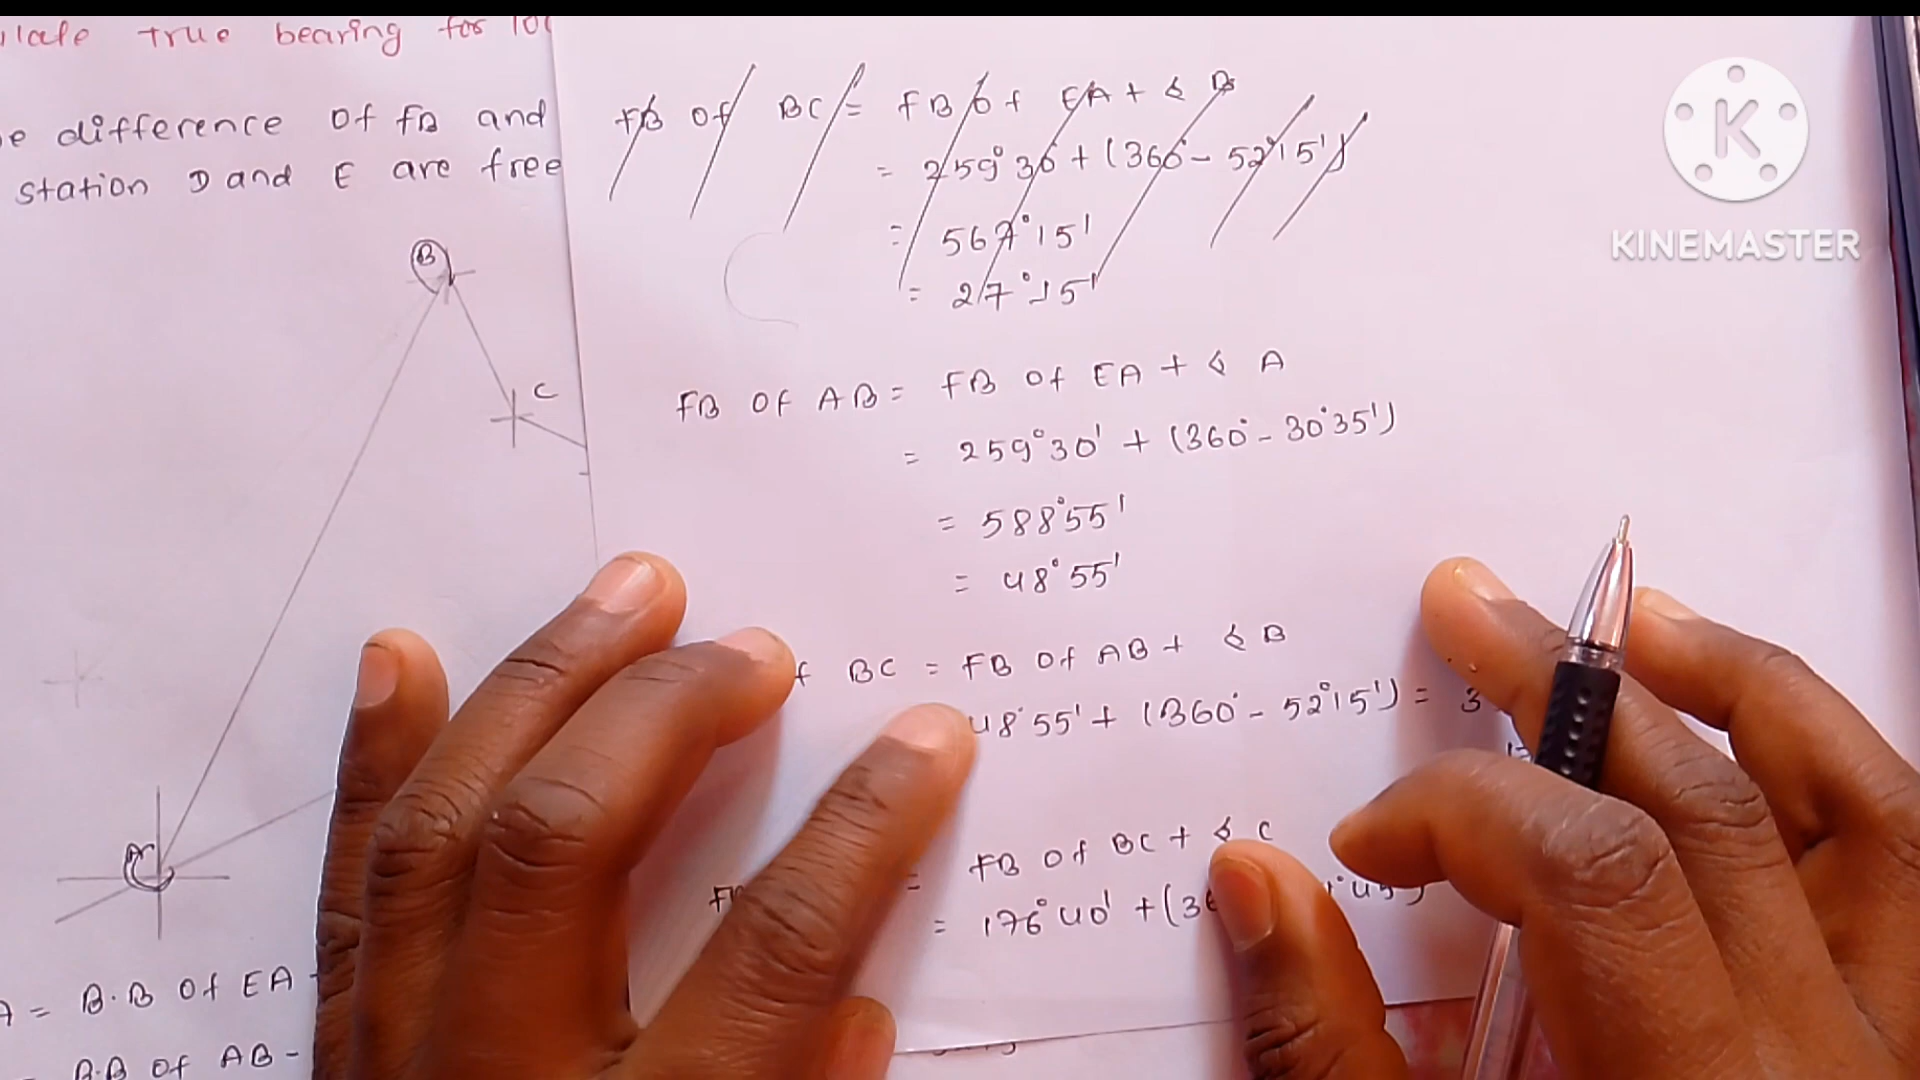 true bearing for
difference of FB and
station D and E are free
B
C
A
= B.B Of EA
B.B Of AB -
FB Of BC = FB Of EA + ∡ B
= 259°30 + (360° - 52°15')
= 567°15'
= 27°15'
FB Of AB = FB Of EA + ∡ A
= 259°30' + (360° - 30°35')
= 588°55'
= 48°55'
BC = FB Of AB + ∡ B
48°55' + (360° - 52°15') = 3
= FB Of BC + ∡ C
= 176°40' + (36
K
KINEMASTER